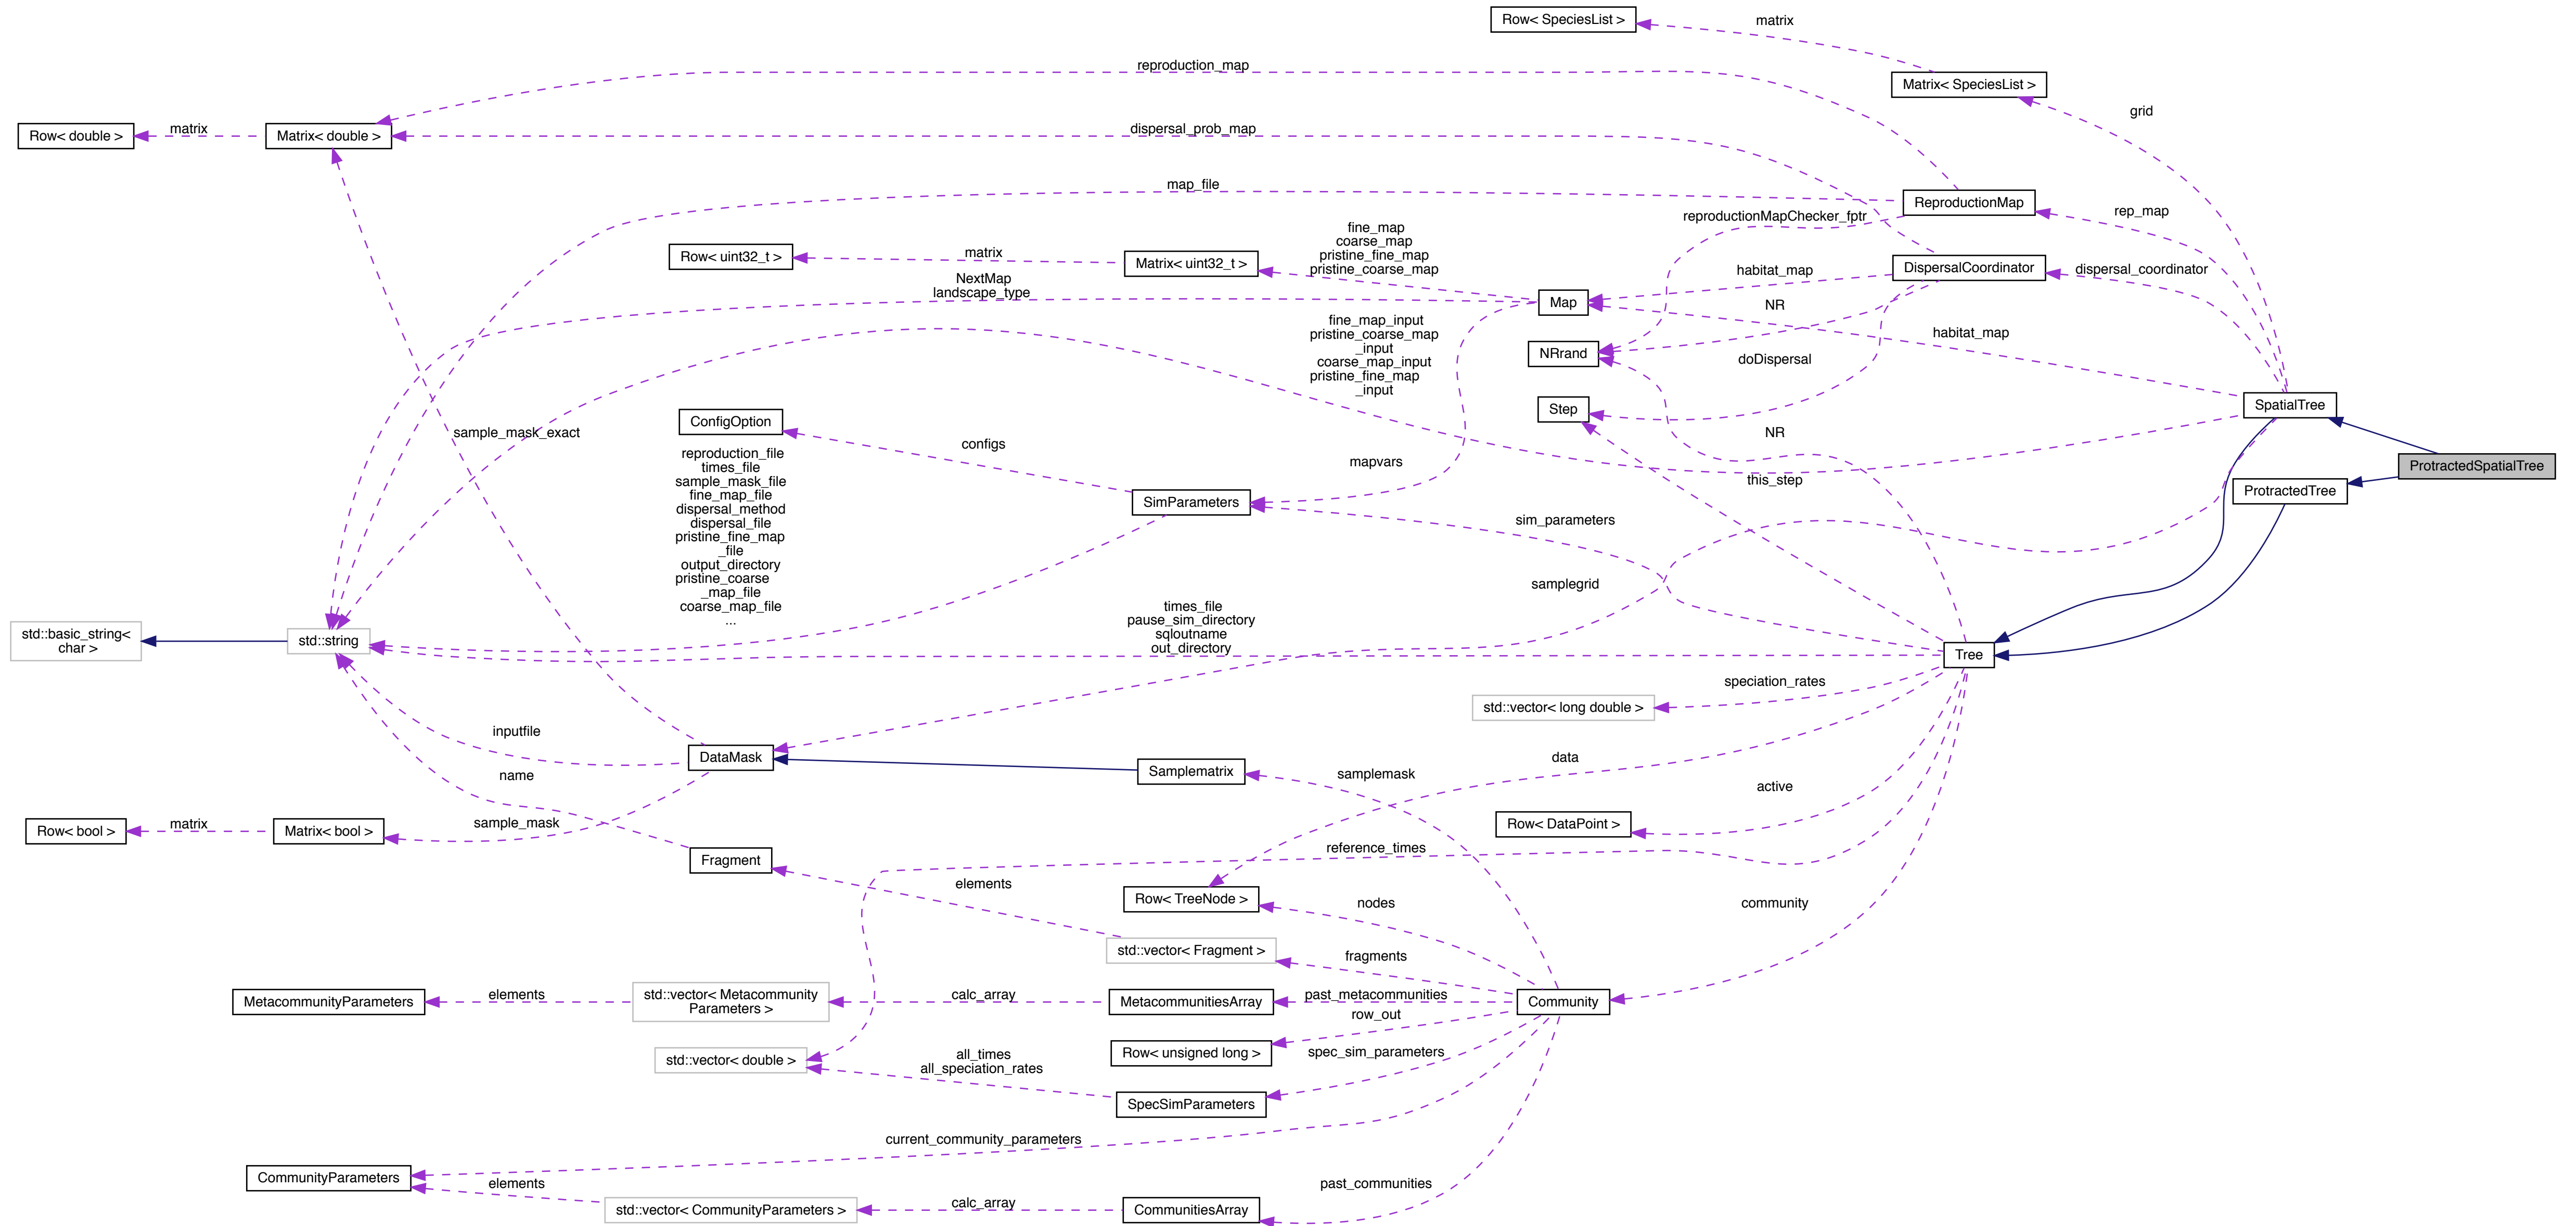 Row< SpeciesList >
matrix
reproduction_map
Matrix< SpeciesList >
grid
Row< double >
matrix
Matrix< double >
dispersal_prob_map
map_file
ReproductionMap
rep_map
reproductionMapChecker_fptr
fine_map
coarse_map
pristine_fine_map
pristine_coarse_map
Row< uint32_t >
matrix
Matrix< uint32_t >
DispersalCoordinator
dispersal_coordinator
habitat_map
NextMap
landscape_type
Map
NR
fine_map_input
pristine_coarse_map
_input
coarse_map_input
pristine_fine_map
_input
habitat_map
NRrand
doDispersal
Step
SpatialTree
ConfigOption
sample_mask_exact
configs
NR
reproduction_file
times_file
sample_mask_file
fine_map_file
dispersal_method
dispersal_file
pristine_fine_map
_file
output_directory
pristine_coarse
_map_file
coarse_map_file
...
mapvars
ProtractedSpatialTree
this_step
ProtractedTree
SimParameters
sim_parameters
samplegrid
times_file
pause_sim_directory
sqloutname
out_directory
std::basic_string<
char >
std::string
Tree
speciation_rates
std::vector< long double >
inputfile
DataMask
data
name
Samplematrix
samplemask
active
Row< bool >
matrix
Matrix< bool >
sample_mask
Row< DataPoint >
reference_times
Fragment
elements
Row< TreeNode >
nodes
community
std::vector< Fragment >
fragments
MetacommunityParameters
elements
std::vector< Metacommunity
Parameters >
calc_array
MetacommunitiesArray
past_metacommunities
Community
row_out
std::vector< double >
all_times
all_speciation_rates
Row< unsigned long >
spec_sim_parameters
SpecSimParameters
current_community_parameters
CommunityParameters
elements
std::vector< CommunityParameters >
calc_array
CommunitiesArray
past_communities